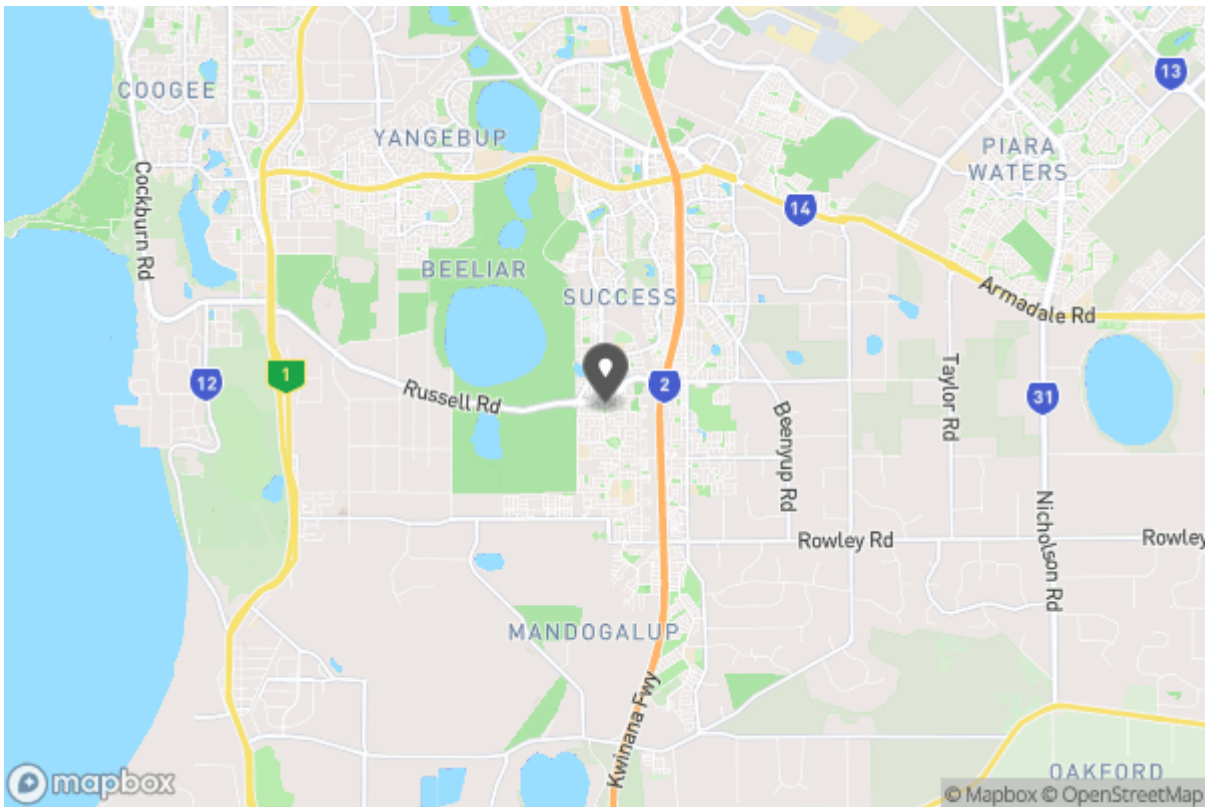 13
COOGEE
YANGEBUP
PIARA
WATERS
14
Cockburn Rd
BEELIAR
SUCCESS
Armadale Rd
1
12
2
Russell Rd
Taylor Rd
31
Beenyup Rd
Nicholson Rd
Rowley Rd
Rowley
MANDOGALUP
Kwinana Fwy
OAKFORD
mapbox
© Mapbox © OpenStreetMap